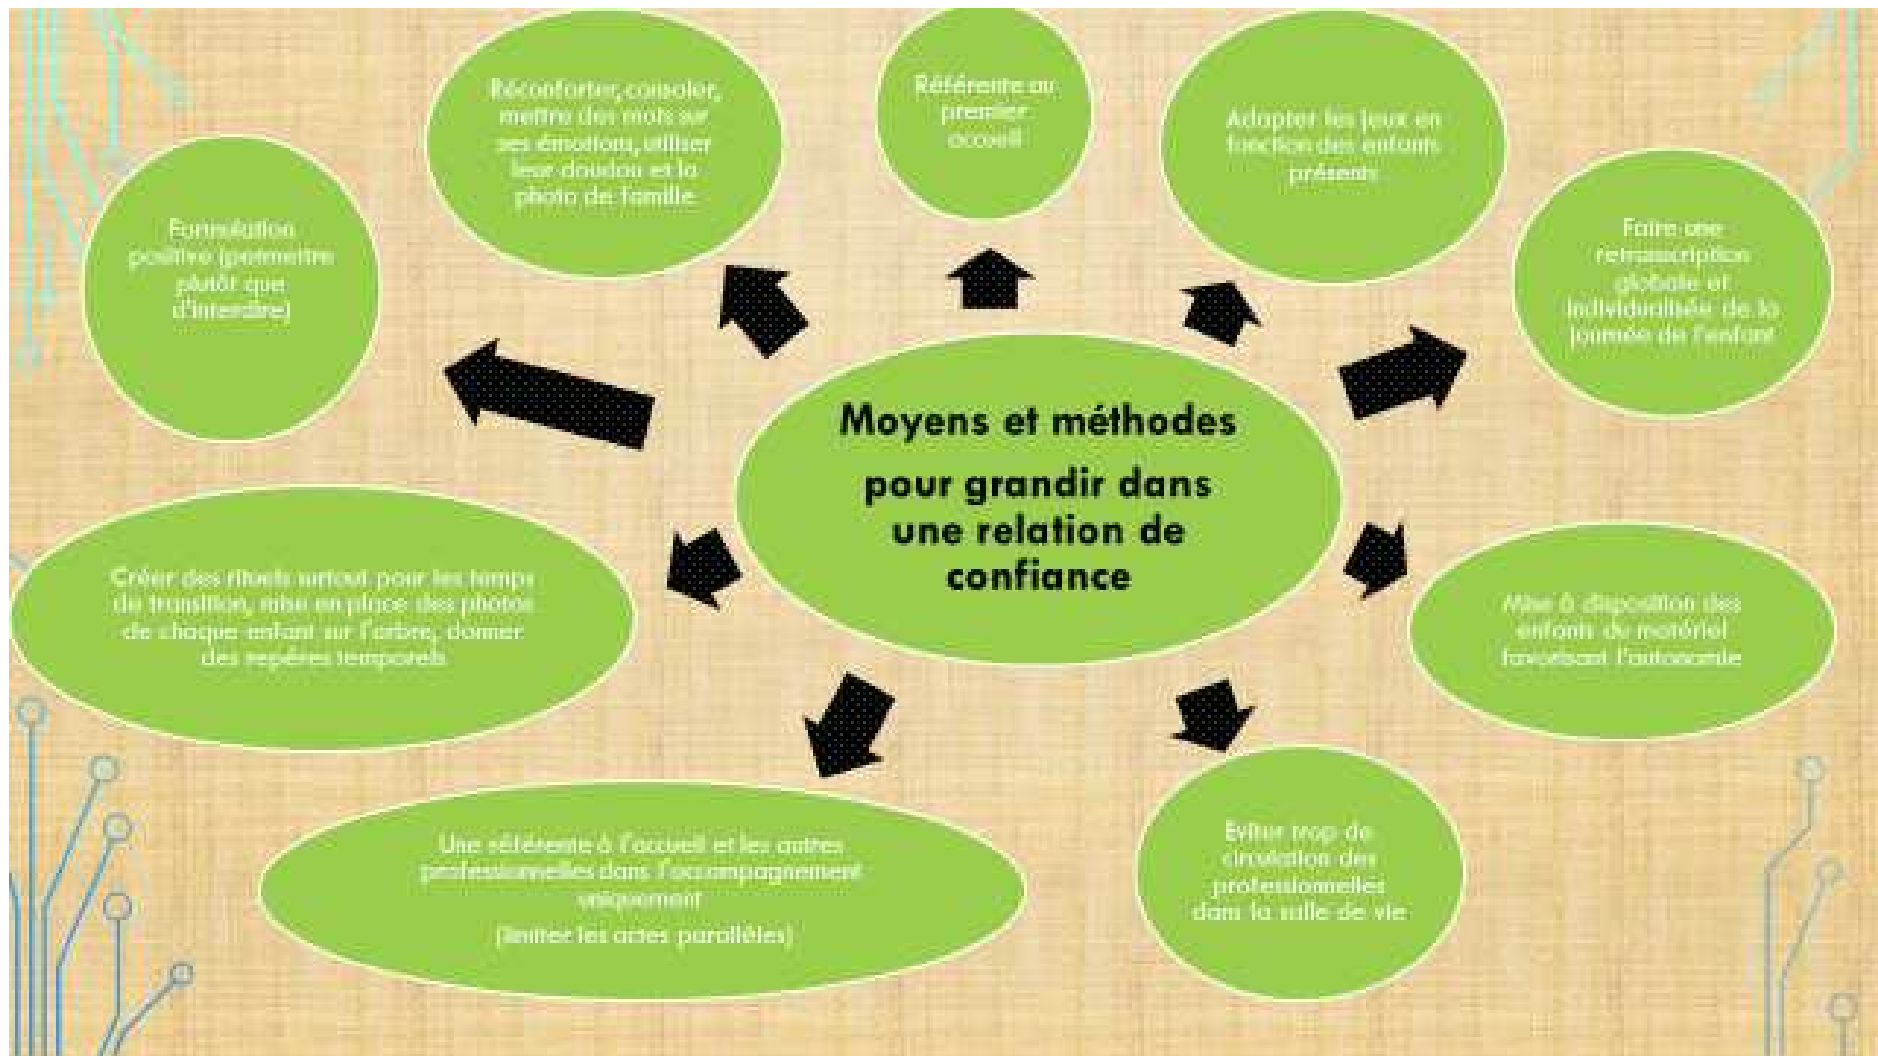 Réconforter, consoler,
mettre des mots sur
ses émotions, utiliser
leur doudou et la
photo de famille
Référente au
premier
accueil
Adapter les jeux en
fonction des enfants
présents
Formulation
positive (permettre
plutôt que
d'interdire)
Faire une
retranscription
globale et
individualisée de la
journée de l'enfant
Moyens et méthodes
pour grandir dans
une relation de
confiance
Créer des rituels surtout pour les temps
de transition, mise en place des photos
de chaque enfant sur l'arbre, donner
des repères temporels
Mise à disposition des
enfants du matériel
favorisant l'autonomie
Une référente à l'accueil et les autres
professionnelles dans l'accompagnement
uniquement
(limiter les actes parallèles)
Eviter trop de
circulation des
professionnelles
dans la salle de vie